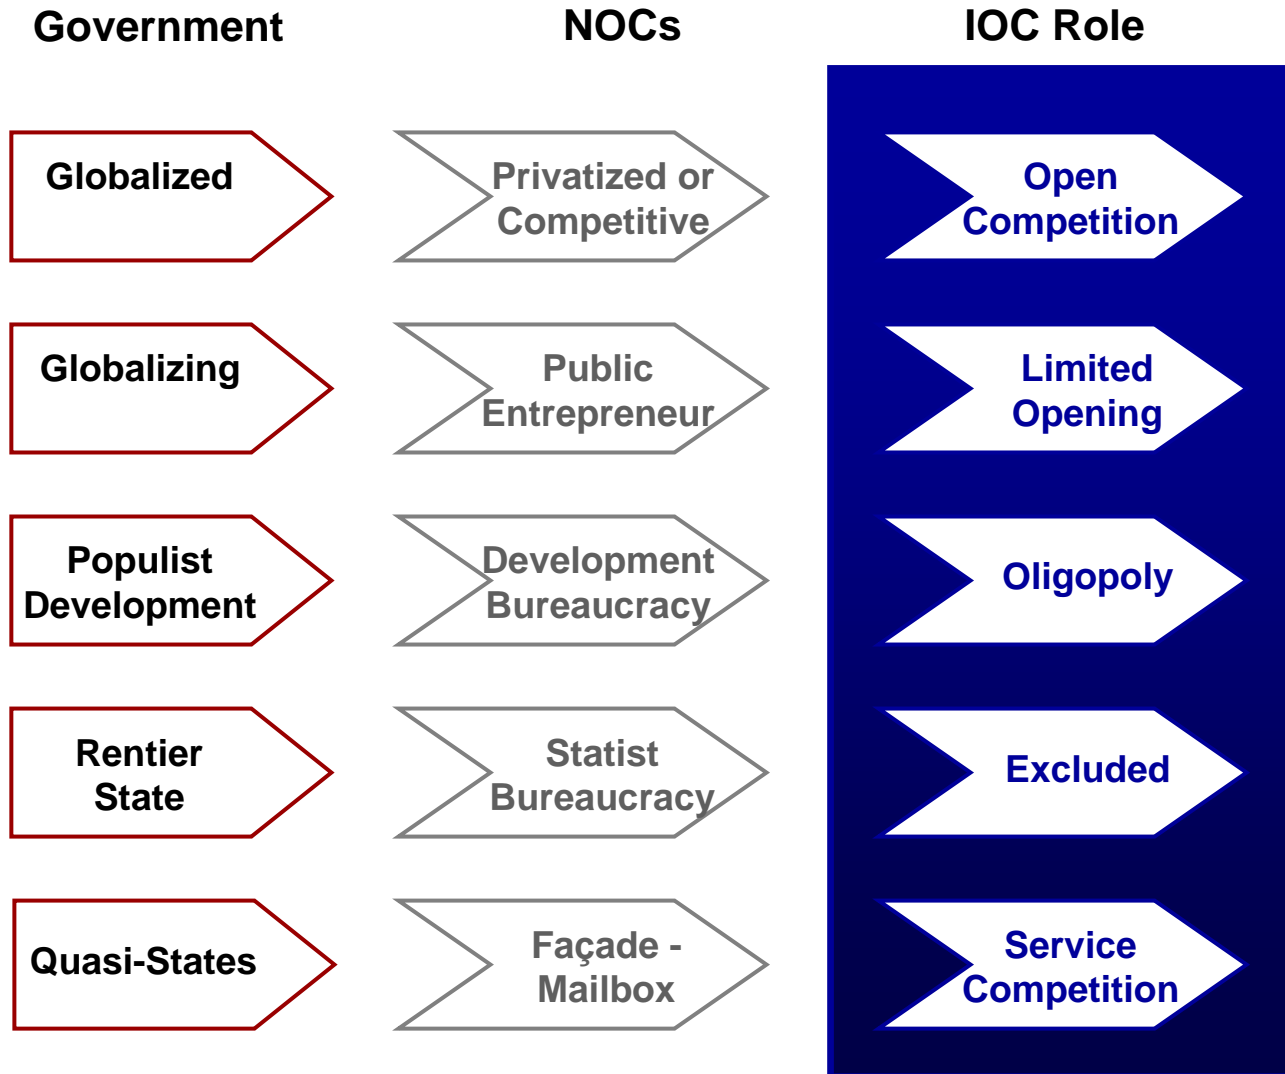 Government NOCs IOC Role
Globalized
Privatized or
Competitive
Open
Competition
Globalizing
Public
Entrepreneur
Limited
Opening
Populist
Development
Development
Bureaucracy
Oligopoly
Rentier
State
Statist
Bureaucracy
Excluded
Quasi-States
Façade -
Mailbox
Service
Competition